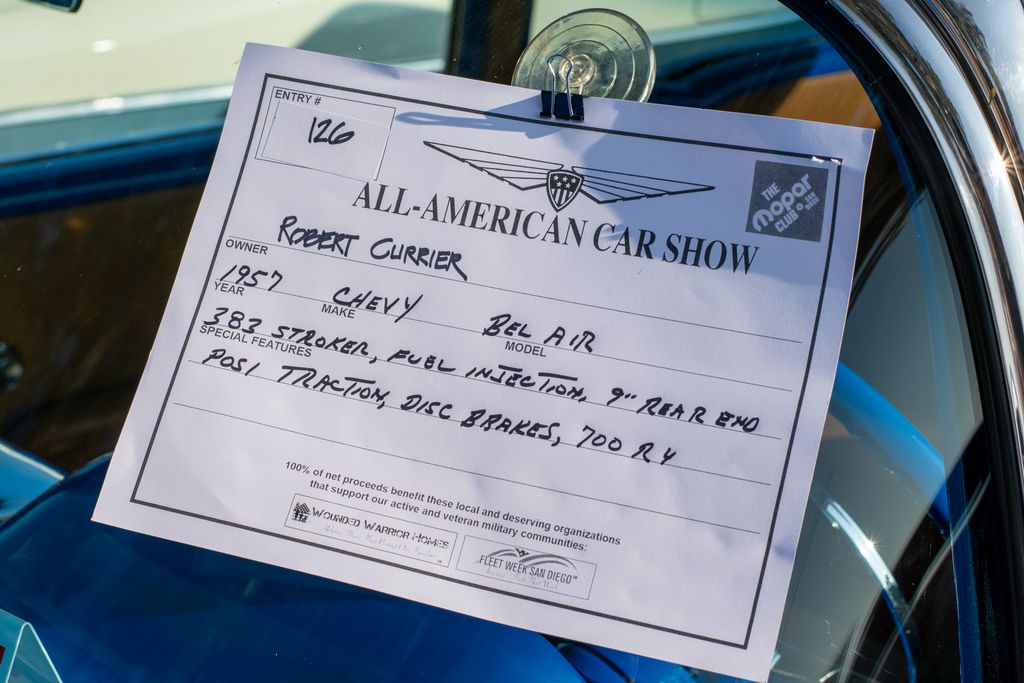 ENTRY #
126
THE
mopar
CLUB
ALL-AMERICAN CAR SHOW
ROBERT CURRIER
OWNER
1957 CHEVY BEL AIR
YEAR MAKE MODEL
383 STROKER, FUEL INJECTION, 9" REAR END
SPECIAL FEATURES
POSI TRACTION, DISC BRAKES, 700 R4
100% of net proceeds benefit these local and deserving organizations
that support our active and veteran military communities:
WOUNDED WARRIOR HOMES
FLEET WEEK SAN DIEGO